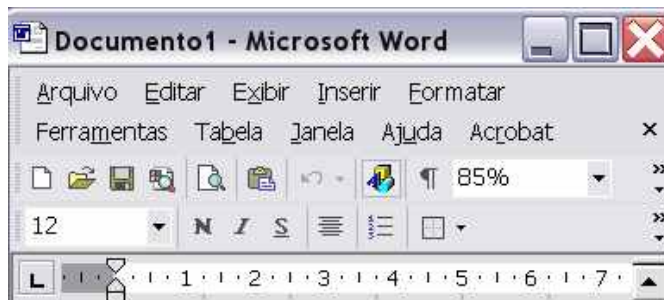 Documento1 - Microsoft Word
Arquivo Editar Exibir Inserir Formatar
Ferramentas Tabela Janela Ajuda Acrobat
¶ 85%
12 N I S
L 1 2 3 4 5 6 7